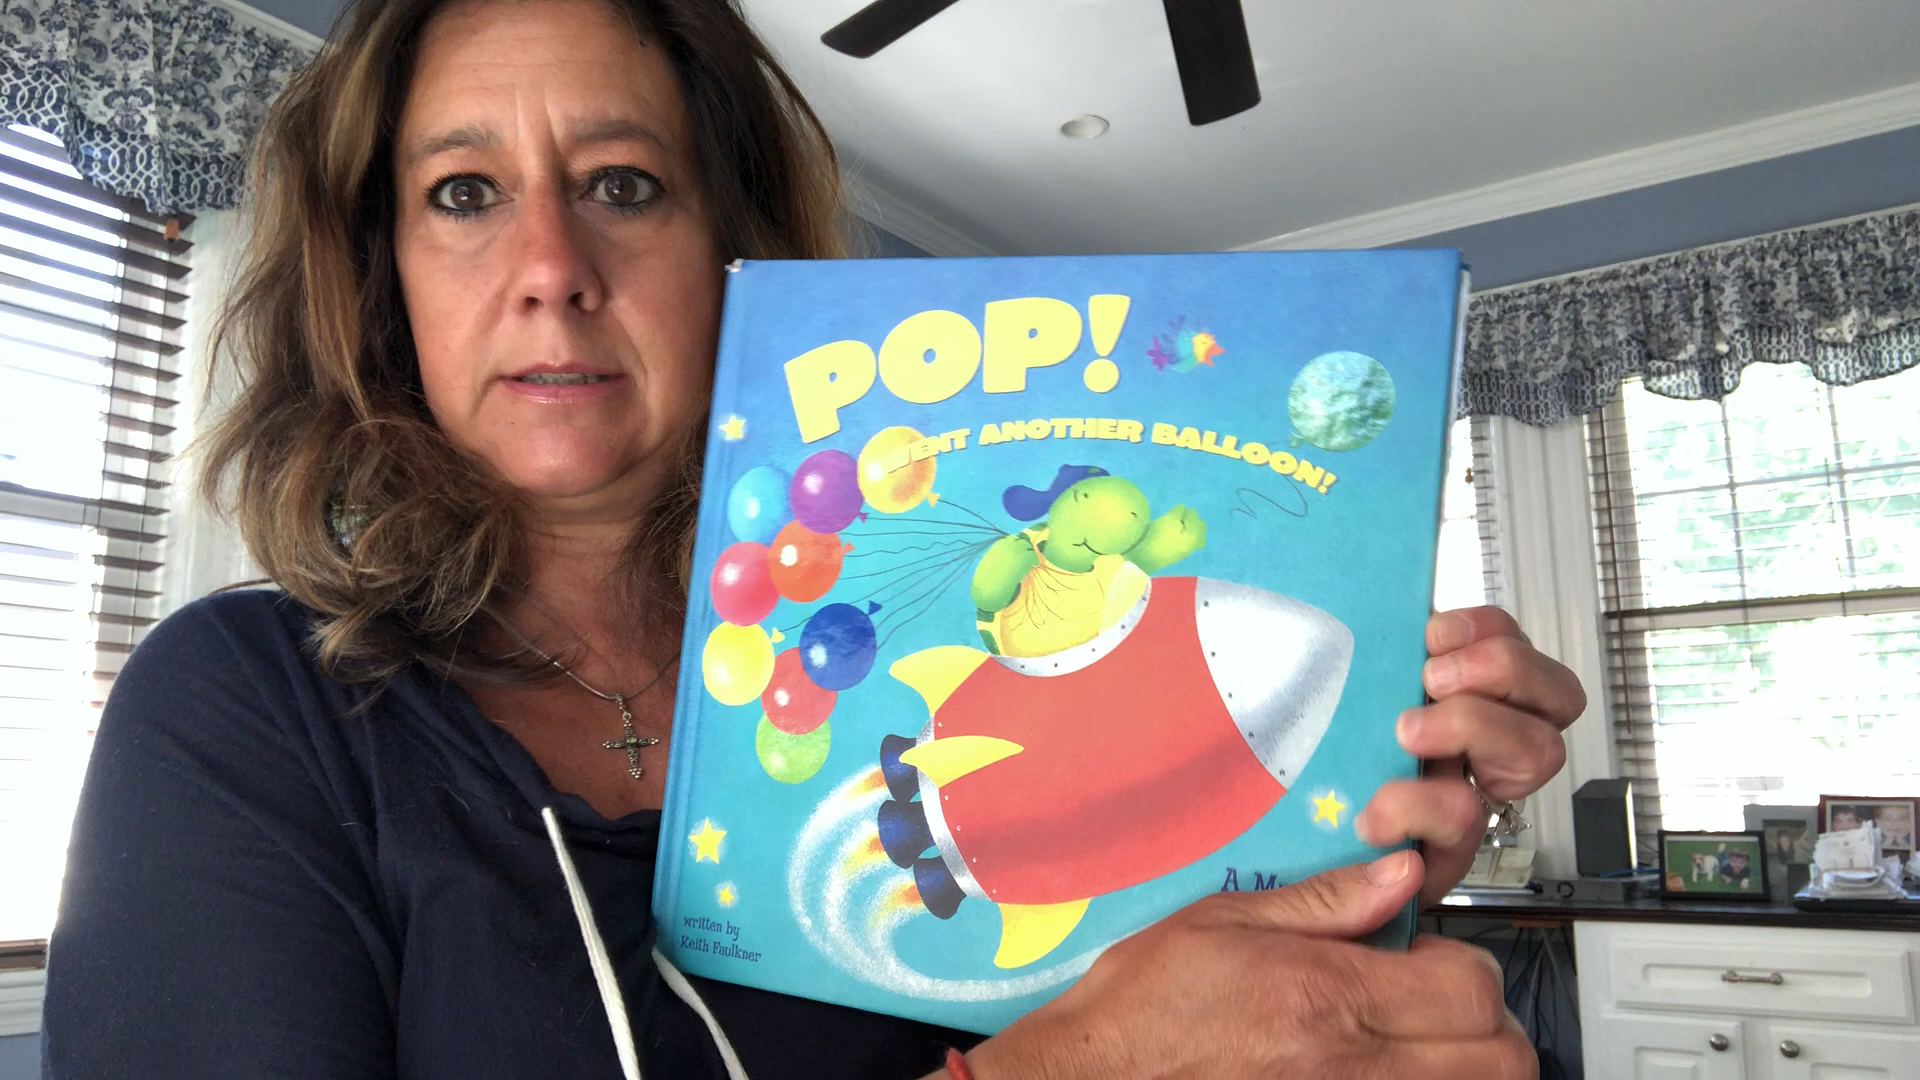 POP!
WENT ANOTHER BALLOON!
written by
Keith Faulkner
A